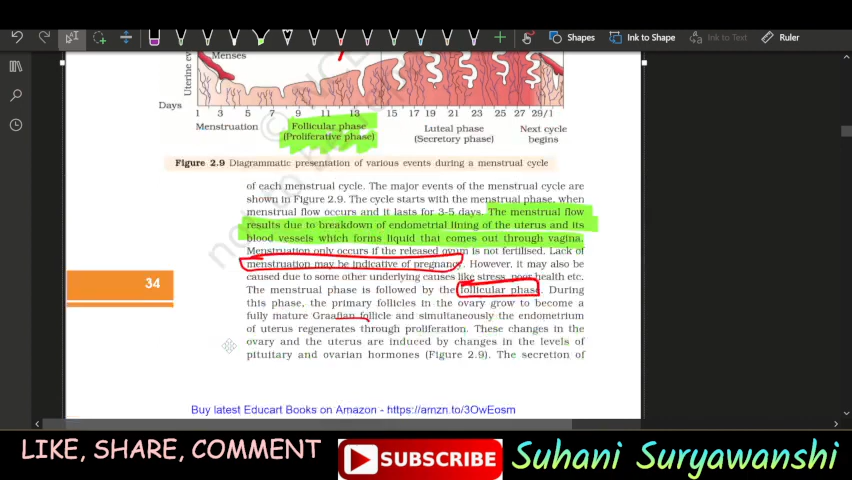 Shapes
Ink to Shape
Ink to Text
Ruler
Menses
Uterine ev
Days
1 3 5 7 9 11 13 15 17 19 21 23 25 27 29/1
Menstruation
Follicular phase
(Proliferative phase)
Luteal phase
(Secretory phase)
Next cycle
begins
Figure 2.9 Diagrammatic presentation of various events during a menstrual cycle
of each menstrual cycle. The major events of the menstrual cycle are
shown in Figure 2.9. The cycle starts with the menstrual phase, when
menstrual flow occurs and it lasts for 3-5 days. The menstrual flow
results due to breakdown of endometrial lining of the uterus and its
blood vessels which forms liquid that comes out through vagina.
Menstruation only occurs if the released ovum is not fertilised. Lack of
menstruation may be indicative of pregnancy. However, it may also be
caused due to some other underlying causes like stress, poor health etc.
The menstrual phase is followed by the follicular phase. During
this phase, the primary follicles in the ovary grow to become a
fully mature Graafian follicle and simultaneously the endometrium
of uterus regenerates through proliferation. These changes in the
ovary and the uterus are induced by changes in the levels of
pituitary and ovarian hormones (Figure 2.9). The secretion of
34
Buy latest Educart Books on Amazon - https://amzn.to/3OwEosm
LIKE, SHARE, COMMENT
SUBSCRIBE
Suhani Suryawanshi